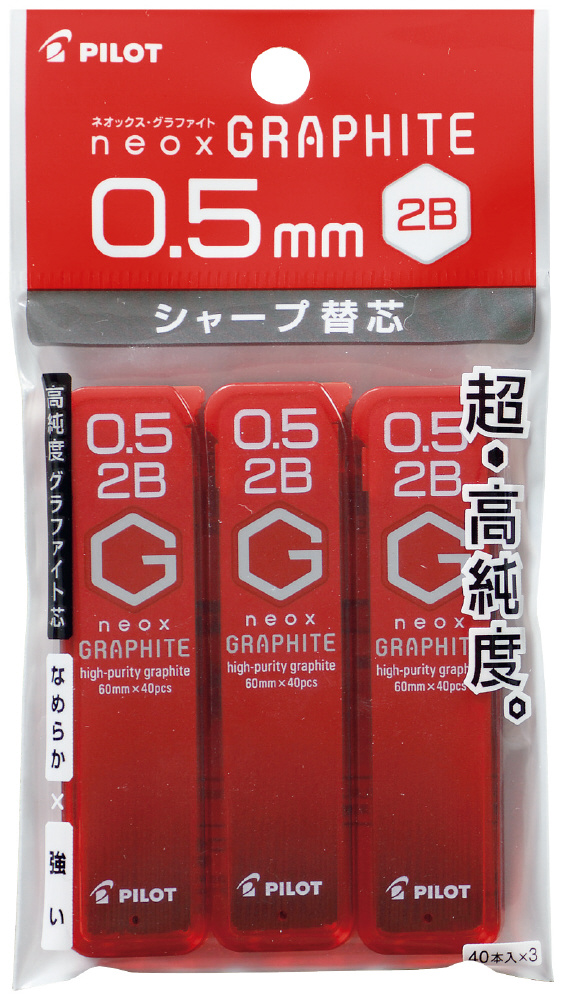 PILOT
ネオックス・グラファイト
neox GRAPHITE
0.5mm
2B
シャープ替芯
高純度グラファイト芯
なめらか
×
強い
超・高純度。
0.5
2B
G
neox
GRAPHITE
high-purity graphite
60mm×40pcs
PILOT
0.5
2B
G
neox
GRAPHITE
high-purity graphite
60mm×40pcs
PILOT
0.5
2B
G
neox
GRAPHITE
high-purity graphite
60mm×40pcs
PILOT
40本入×3